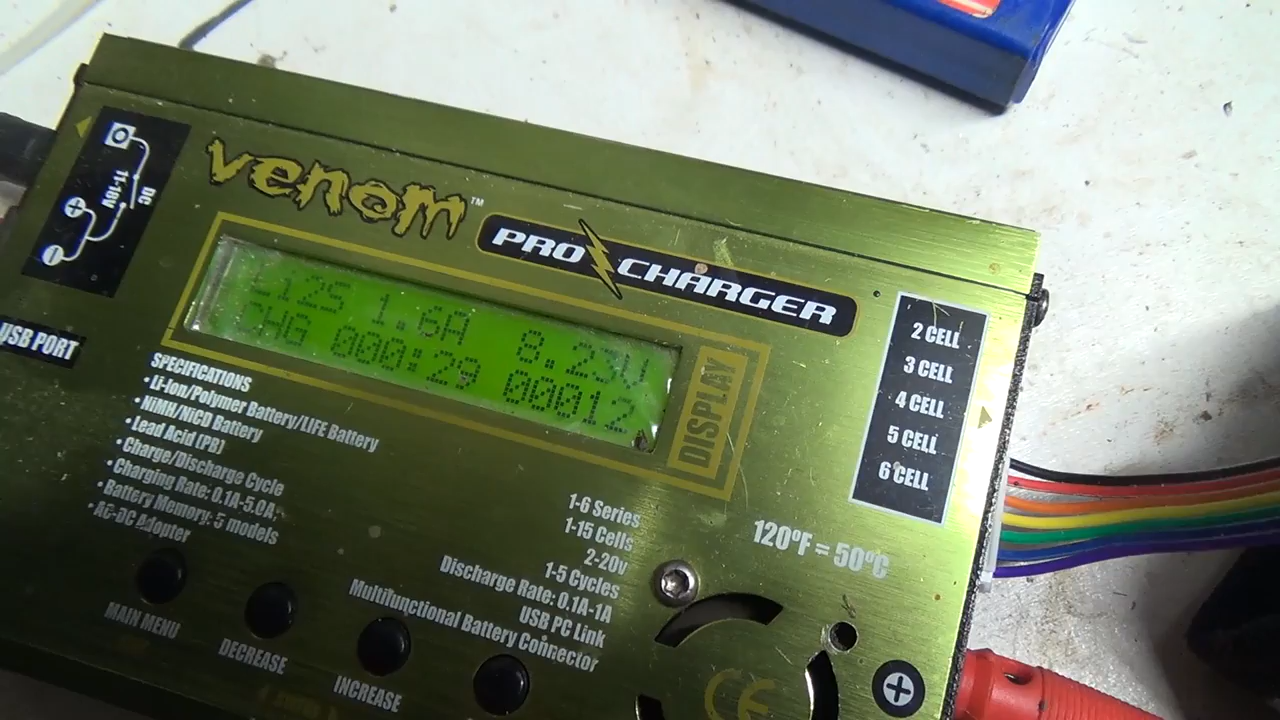 venom™
PRO CHARGER
DC
11-18V
USB PORT
Li2S 1.6A 8.23V
CHG 000:29 00012
DISPLAY
2 CELL
3 CELL
4 CELL
5 CELL
6 CELL
SPECIFICATIONS
• Li-Ion/Polymer Battery/LIFE Battery
• NiMH/NiCD Battery
• Lead Acid (PB)
• Charge/Discharge Cycle
• Charging Rate: 0.1A-5.0A
• Battery Memory: 5 models
• AC-DC Adopter
1-6 Series
1-15 Cells
2-20v
1-5 Cycles
Discharge Rate: 0.1A-1A
USB PC Link
Multifunctional Battery Connector
120°F = 50°C
MAIN MENU
DECREASE
INCREASE
CE